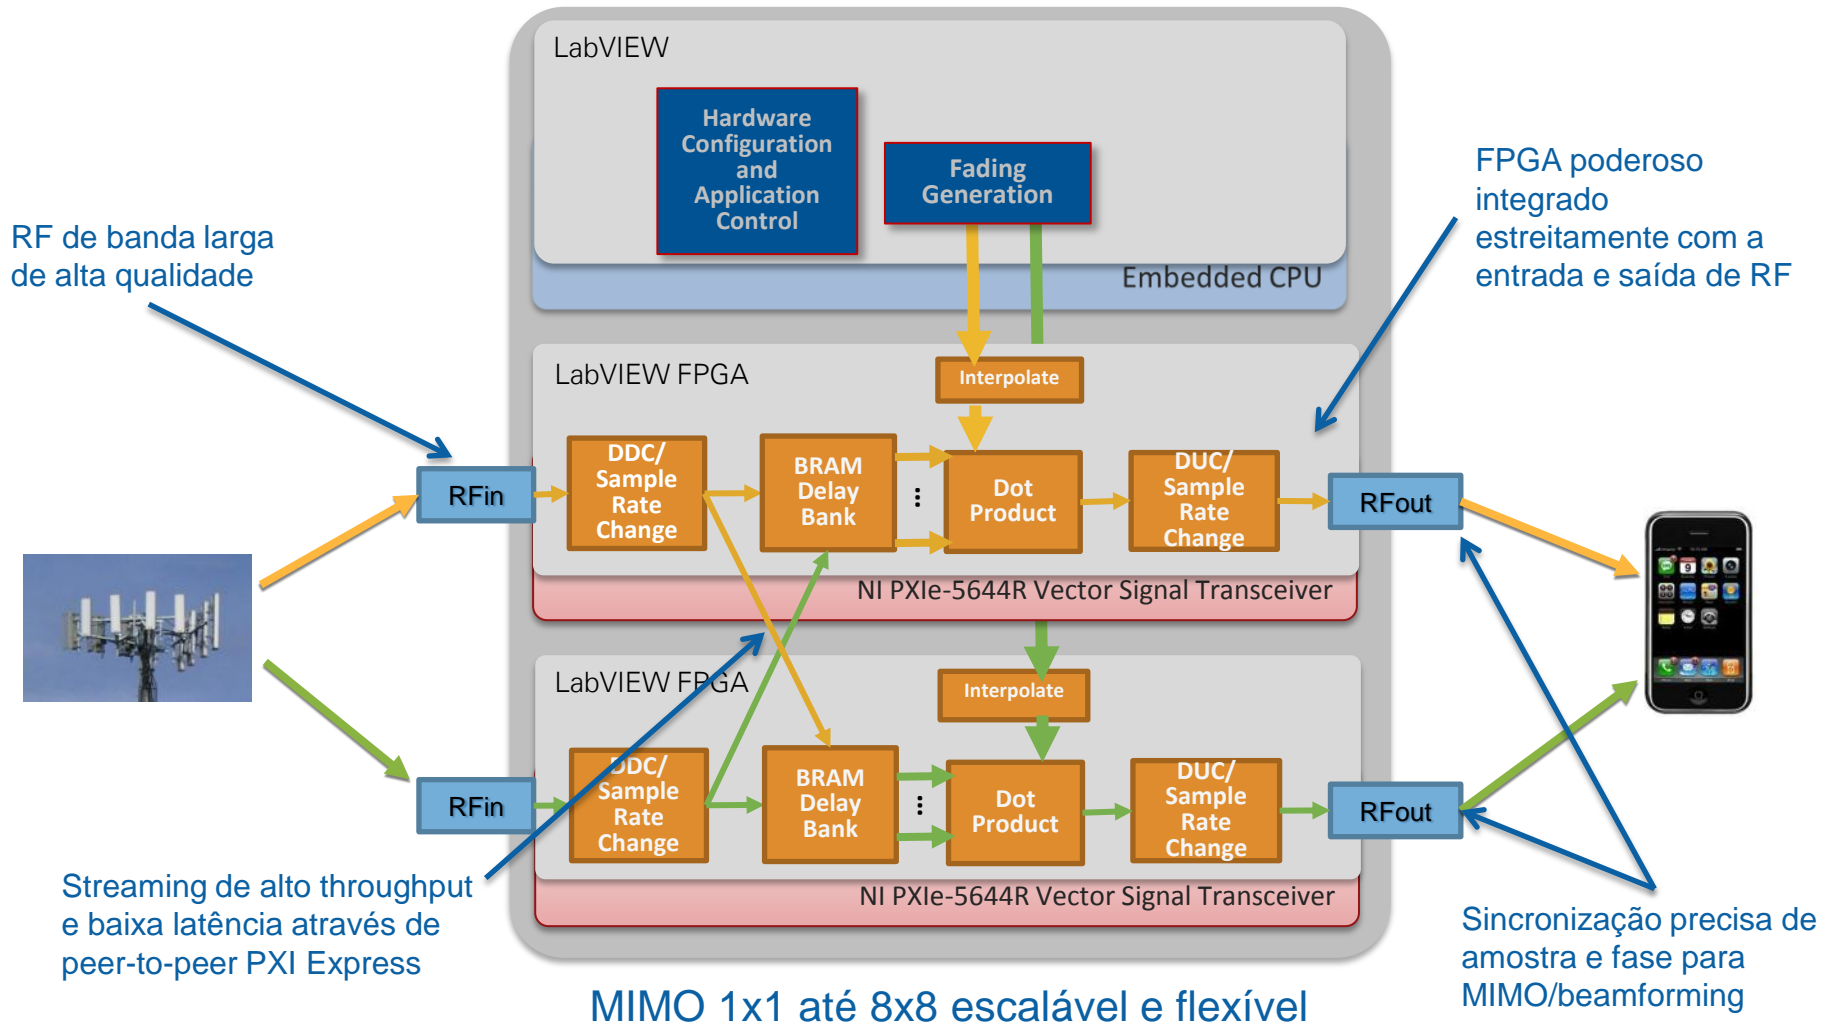 LabVIEW
Hardware
Configuration
and
Application
Control
Fading
Generation
Embedded CPU
RF de banda larga
de alta qualidade
FPGA poderoso
integrado
estreitamente com a
entrada e saída de RF
LabVIEW FPGA
Interpolate
RFin
DDC/
Sample
Rate
Change
BRAM
Delay
Bank
...
Dot
Product
DUC/
Sample
Rate
Change
RFout
NI PXIe-5644R Vector Signal Transceiver
LabVIEW FPGA
Interpolate
RFin
DDC/
Sample
Rate
Change
BRAM
Delay
Bank
...
Dot
Product
DUC/
Sample
Rate
Change
RFout
NI PXIe-5644R Vector Signal Transceiver
Streaming de alto throughput
e baixa latência através de
peer-to-peer PXI Express
Sincronização precisa de
amostra e fase para
MIMO/beamforming
MIMO 1x1 até 8x8 escalável e flexível